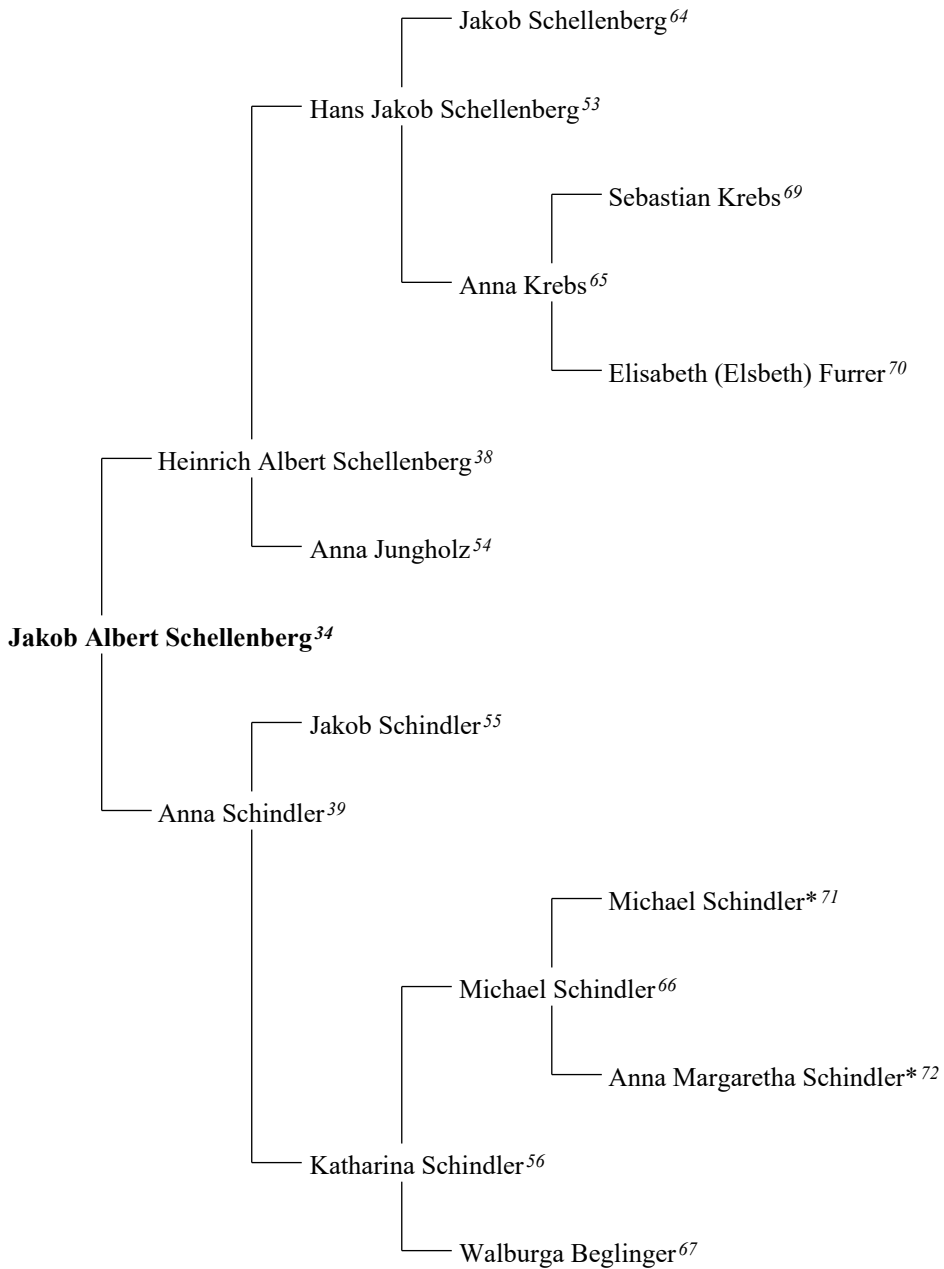 Jakob Schellenberg64
Hans Jakob Schellenberg53
Sebastian Krebs69
Anna Krebs65
Elisabeth (Elsbeth) Furrer70
Heinrich Albert Schellenberg38
Anna Jungholz54
Jakob Albert Schellenberg34
Jakob Schindler55
Anna Schindler39
Michael Schindler*71
Michael Schindler66
Anna Margaretha Schindler*72
Katharina Schindler56
Walburga Beglinger67